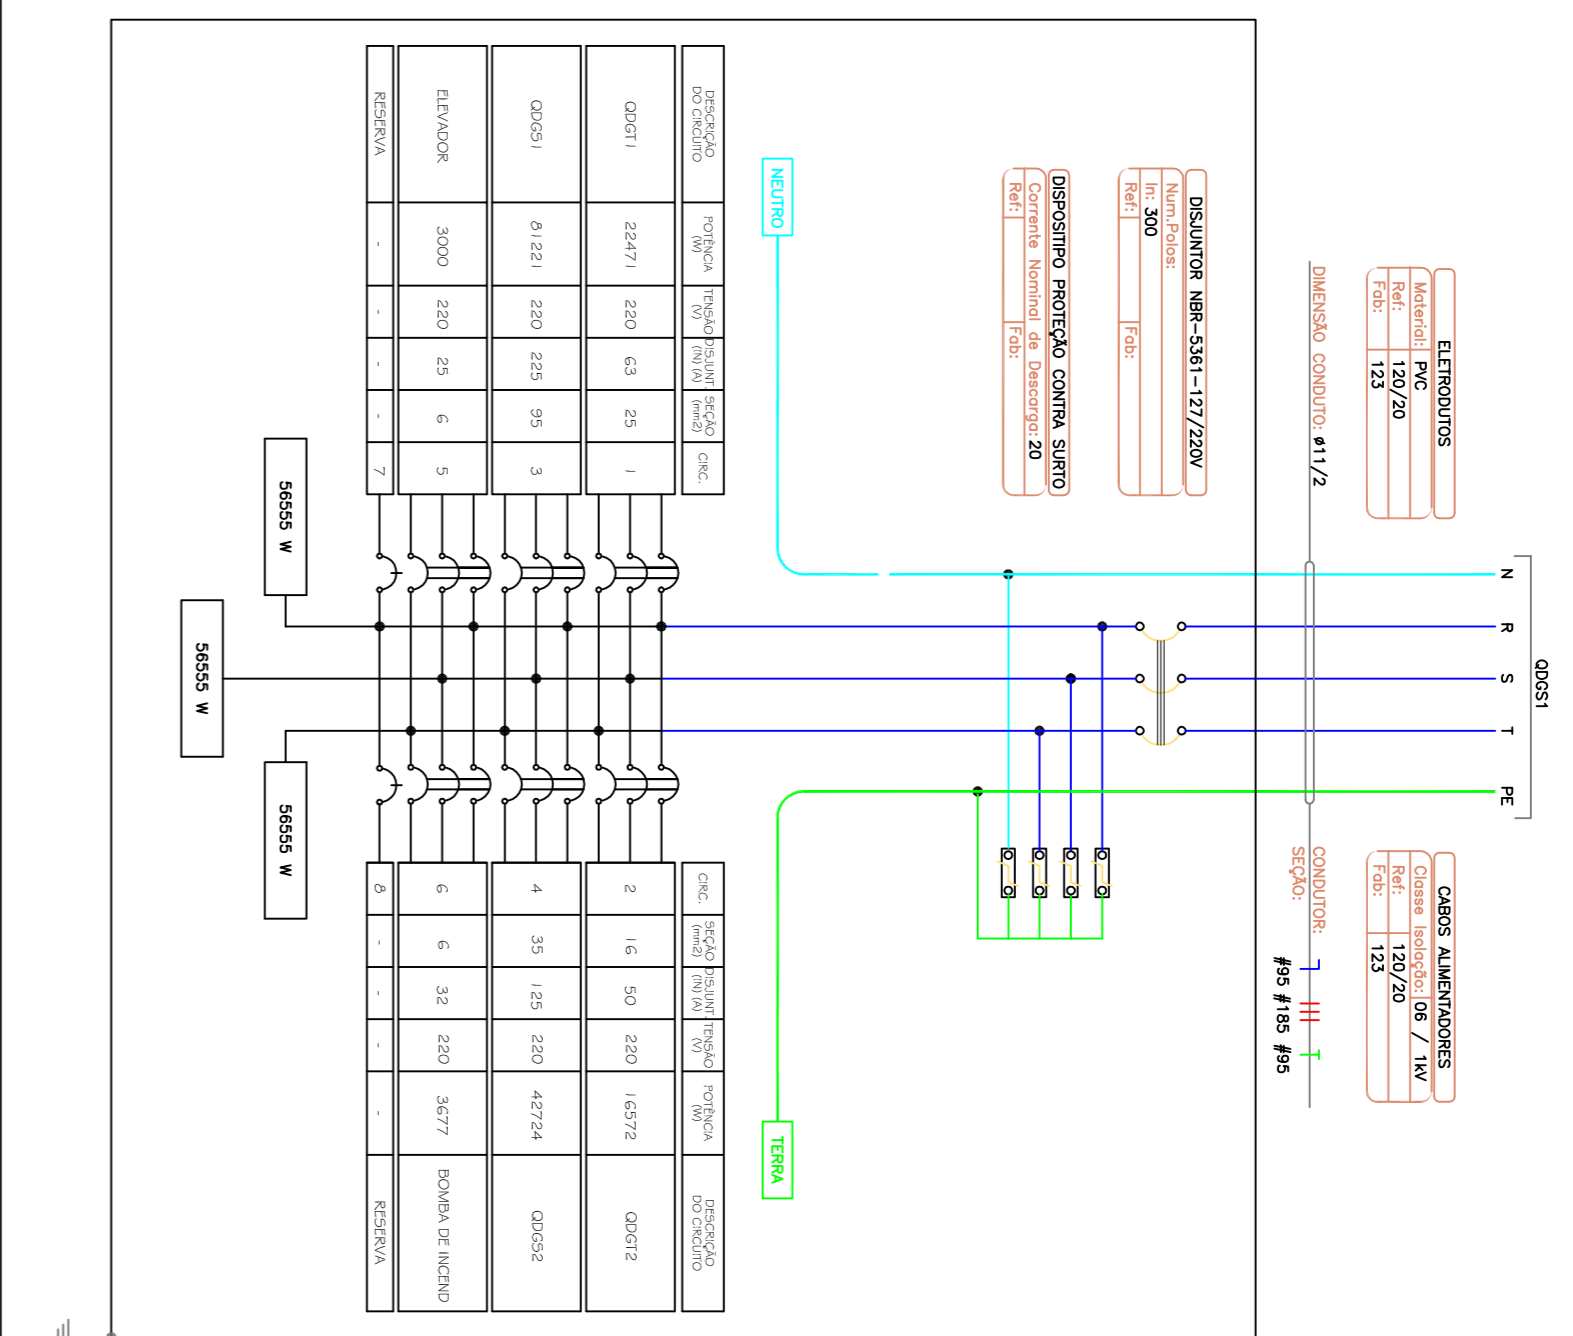 QDGS1
N
R
S
T
PE
ELETRODUTOS
Material: PVC
Ref: 120/20
Fab: 123
CABOS ALIMENTADORES
Classe Isolação: 06 / 1kV
Ref: 120/20
Fab: 123
DIMENSÃO CONDUTO: ø11/2
CONDUTOR:
SEÇÃO:
#95 #185 #95
DISJUNTOR NBR-5361-127/220V
Num.Polos:
In: 300
Ref: Fab:
DISPOSITIPO PROTEÇÃO CONTRA SURTO
Corrente Nominal de Descarga: 20
Ref: Fab:
NEUTRO
TERRA
DESCRIÇÃO DO CIRCUITO POTÊNCIA (W) TENSÃO (V) DISJUNT. (IN) (A) SEÇÃO (mm2) CIRC.
QDGT1 22471 220 63 25 1
QDGS1 81221 220 225 95 3
ELEVADOR 3000 220 25 6 5
RESERVA - - - - 7
CIRC. SEÇÃO (mm2) DISJUNT. (IN) (A) TENSÃO (V) POTÊNCIA (W) DESCRIÇÃO DO CIRCUITO
2 16 50 220 16572 QDGT2
4 35 125 220 42724 QDGS2
6 6 32 220 3677 BOMBA DE INCEND
8 - - - - RESERVA
56555 W
56555 W
56555 W